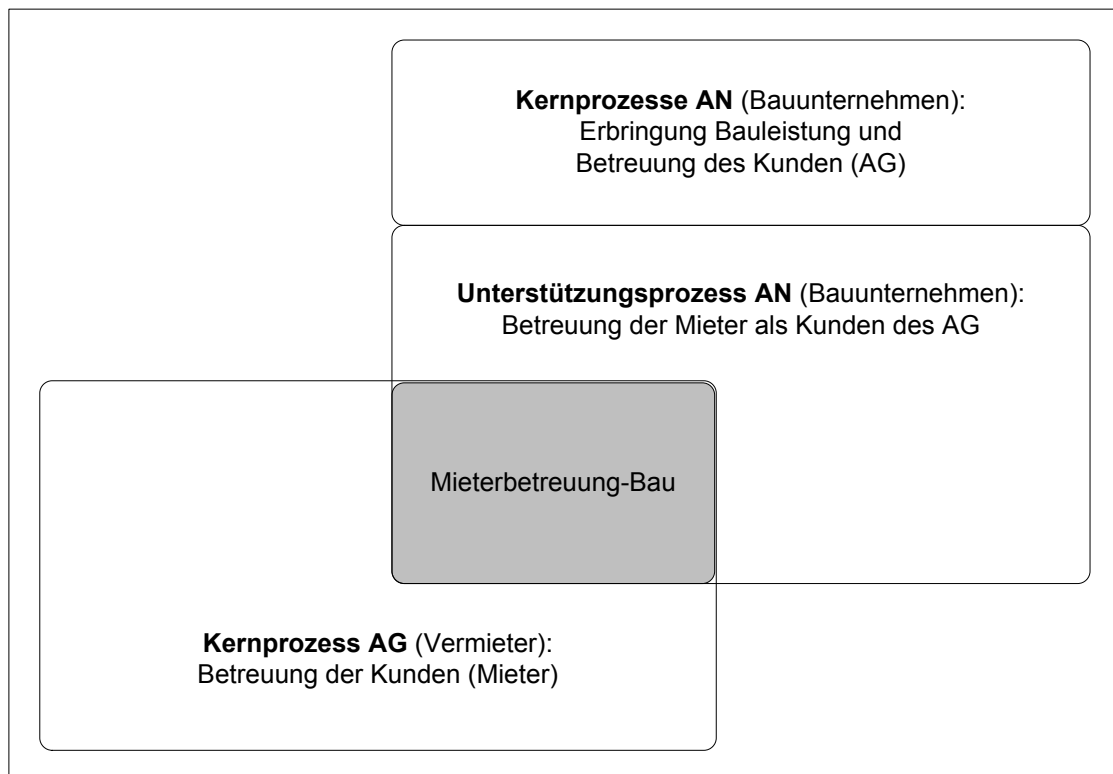 Kernprozesse AN (Bauunternehmen):
Erbringung Bauleistung und
Betreuung des Kunden (AG)
Unterstützungsprozess AN (Bauunternehmen):
Betreuung der Mieter als Kunden des AG
Mieterbetreuung-Bau
Kernprozess AG (Vermieter):
Betreuung der Kunden (Mieter)